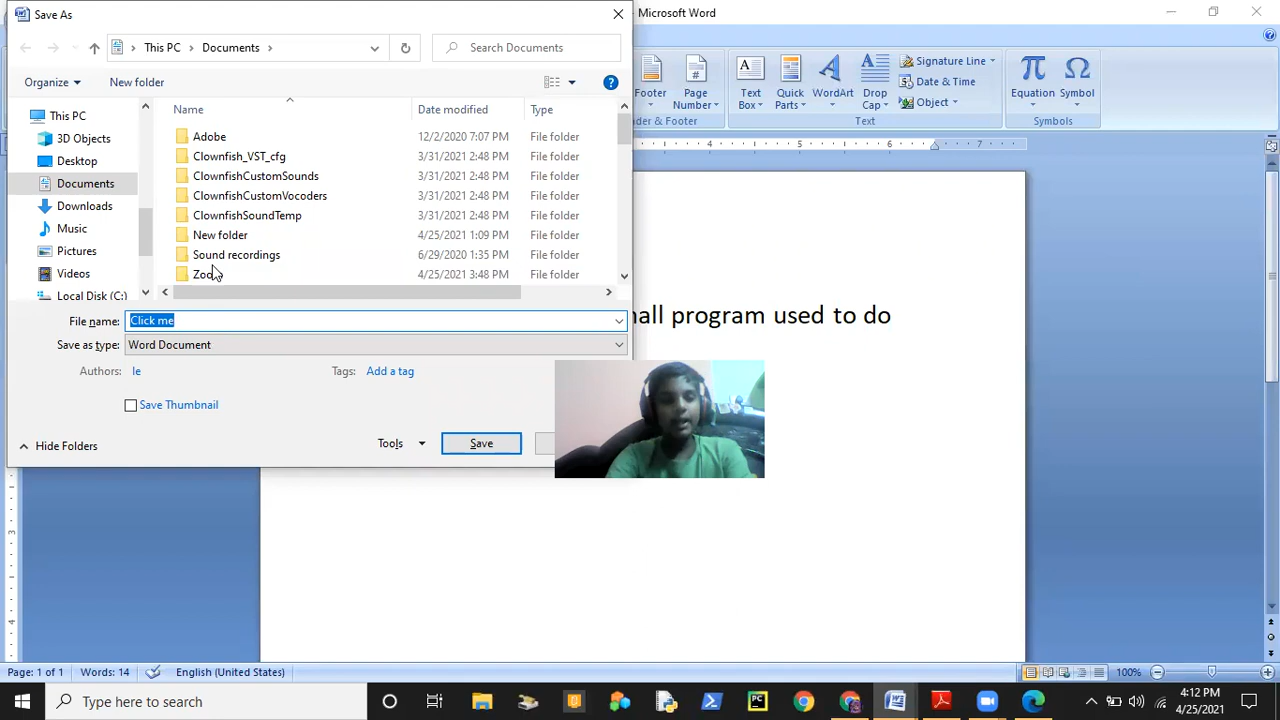 Save As
Microsoft Word
This PC
Documents
Search Documents
Organize
New folder
Name
Date modified
Type
This PC
3D Objects
Desktop
Documents
Downloads
Music
Pictures
Videos
Local Disk (C:)
Adobe 12/2/2020 7:07 PM File folder
Clownfish_VST_cfg 3/31/2021 2:48 PM File folder
ClownfishCustomSounds 3/31/2021 2:48 PM File folder
ClownfishCustomVocoders 3/31/2021 2:48 PM File folder
ClownfishSoundTemp 3/31/2021 2:48 PM File folder
New folder 4/25/2021 1:09 PM File folder
Sound recordings 6/29/2020 1:35 PM File folder
4/25/2021 3:48 PM File folder
File name: Click me
Save as type: Word Document
Authors: le
Tags: Add a tag
Save Thumbnail
Hide Folders
Tools
Save
Footer
Page Number
Text Box
Quick Parts
WordArt
Drop Cap
Signature Line
Date & Time
Object
Equation
Symbol
Text
Symbols
4 5 6 7
program used to do
3
4
Page: 1 of 1
Words: 14
English (United States)
100%
Type here to search
PC
4:12 PM
4/25/2021